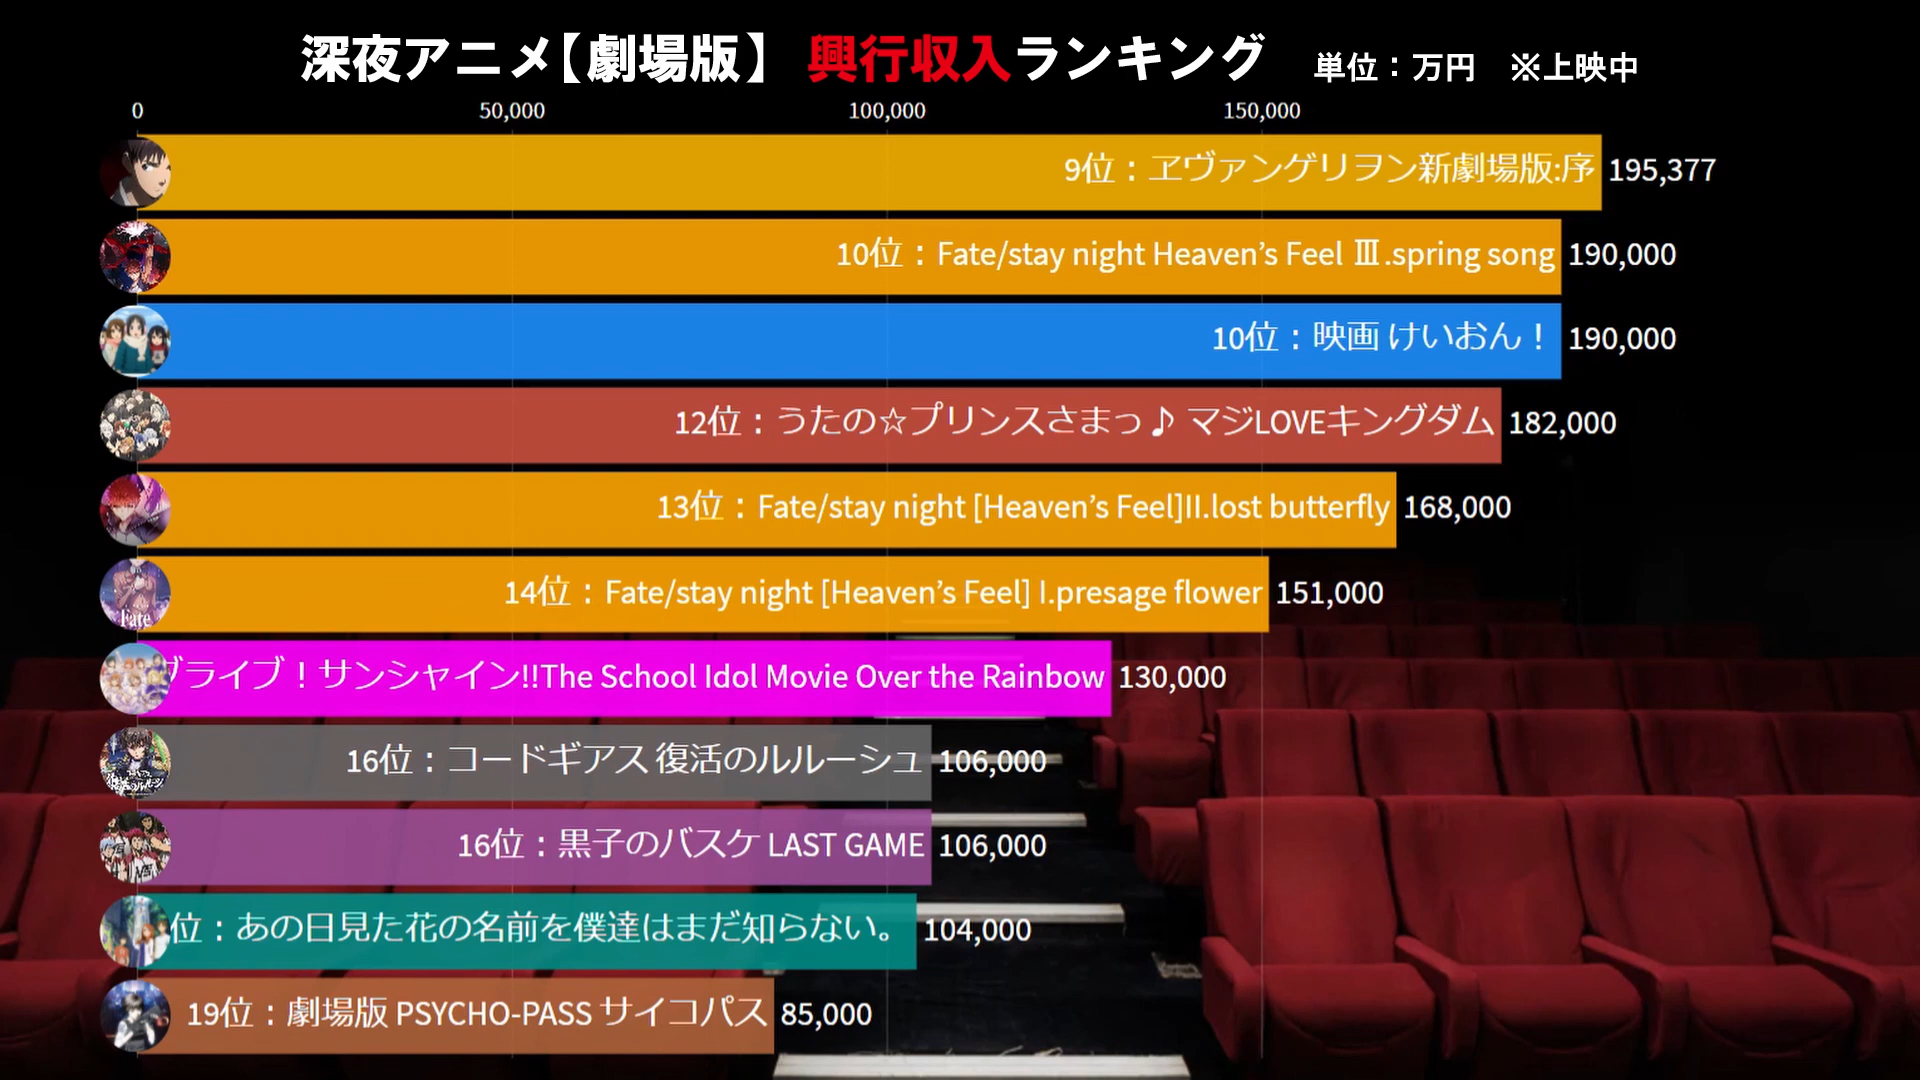 深夜アニメ【劇場版】 興行収入ランキング 単位：万円 ※上映中
0 50,000 100,000 150,000
9位：ヱヴァンゲリヲン新劇場版:序 195,377
10位：Fate/stay night Heaven’s Feel Ⅲ.spring song 190,000
10位：映画 けいおん！ 190,000
12位：うたの☆プリンスさまっ♪ マジLOVEキングダム 182,000
13位：Fate/stay night [Heaven’s Feel]II.lost butterfly 168,000
14位：Fate/stay night [Heaven’s Feel] I.presage flower 151,000
Fate
ブライブ！サンシャイン!!The School Idol Movie Over the Rainbow 130,000
16位：コードギアス 復活のルルーシュ 106,000
16位：黒子のバスケ LAST GAME 106,000
位：あの日見た花の名前を僕達はまだ知らない。 104,000
19位：劇場版 PSYCHO-PASS サイコパス 85,000